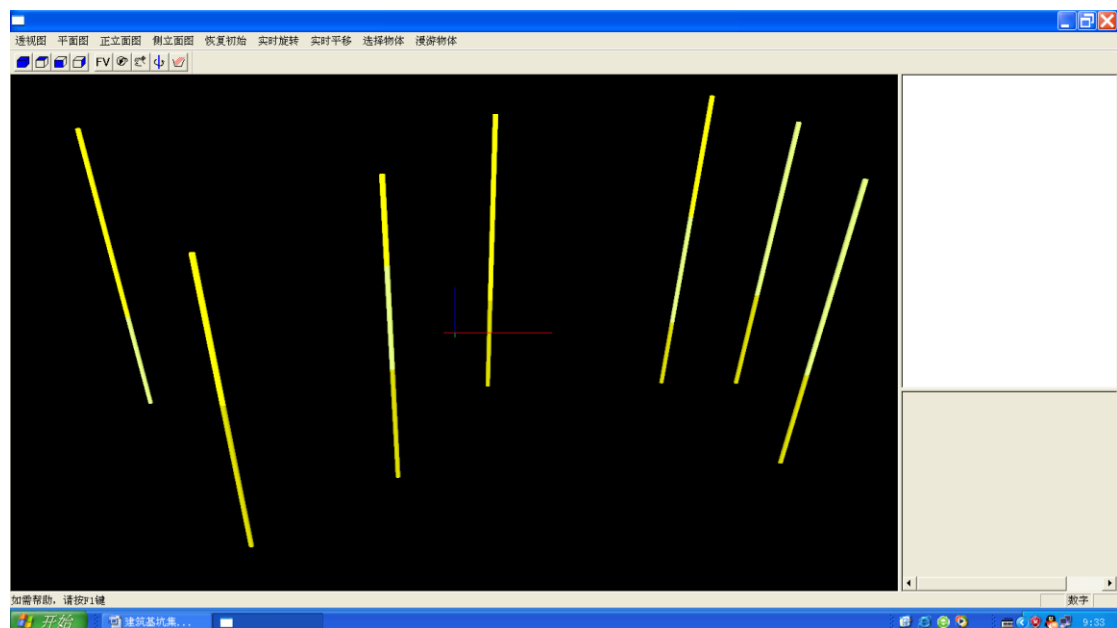 透视图 平面图 正立面图 侧立面图 恢复初始 实时旋转 实时平移 选择物体 漫游物体
FV
如需帮助，请按F1键 数字
开始 建筑基坑集... 9:33